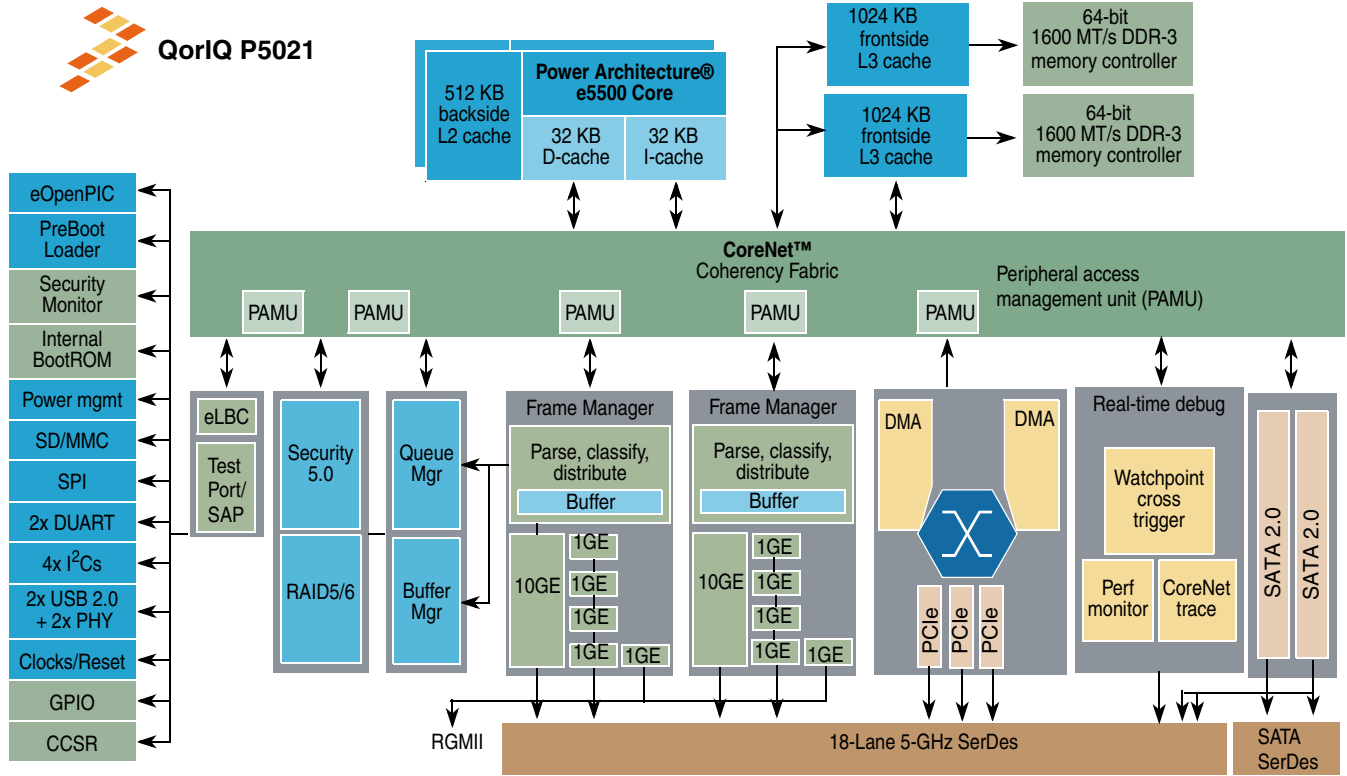 QorIQ P5021
512 KB
backside
L2 cache
Power Architecture®
e5500 Core
32 KB
D-cache
32 KB
I-cache
1024 KB
frontside
L3 cache
64-bit
1600 MT/s DDR-3
memory controller
1024 KB
frontside
L3 cache
64-bit
1600 MT/s DDR-3
memory controller
eOpenPIC
PreBoot
Loader
Security
Monitor
Internal
BootROM
Power mgmt
SD/MMC
SPI
2x DUART
4x I²Cs
2x USB 2.0
+ 2x PHY
Clocks/Reset
GPIO
CCSR
CoreNet™
Coherency Fabric
Peripheral access
management unit (PAMU)
PAMU
PAMU
PAMU
PAMU
PAMU
eLBC
Test
Port/
SAP
Security
5.0
RAID5/6
Queue
Mgr
Buffer
Mgr
Frame Manager
Parse, classify,
distribute
Buffer
10GE
1GE
1GE
1GE
1GE
1GE
Frame Manager
Parse, classify,
distribute
Buffer
10GE
1GE
1GE
1GE
1GE
1GE
DMA
DMA
PCIe
PCIe
PCIe
Real-time debug
Watchpoint
cross
trigger
Perf
monitor
CoreNet
trace
SATA 2.0
SATA 2.0
RGMII
18-Lane 5-GHz SerDes
SATA
SerDes